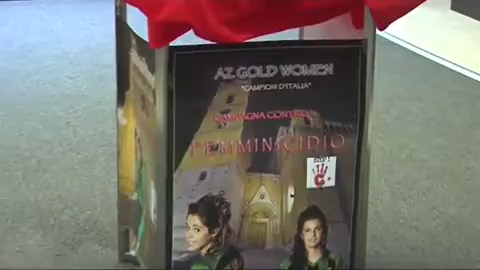 AZ GOLD WOMEN
"CAMPIONI D'ITALIA"
CAMPAGNA CONTRO IL
FEMMINICIDIO